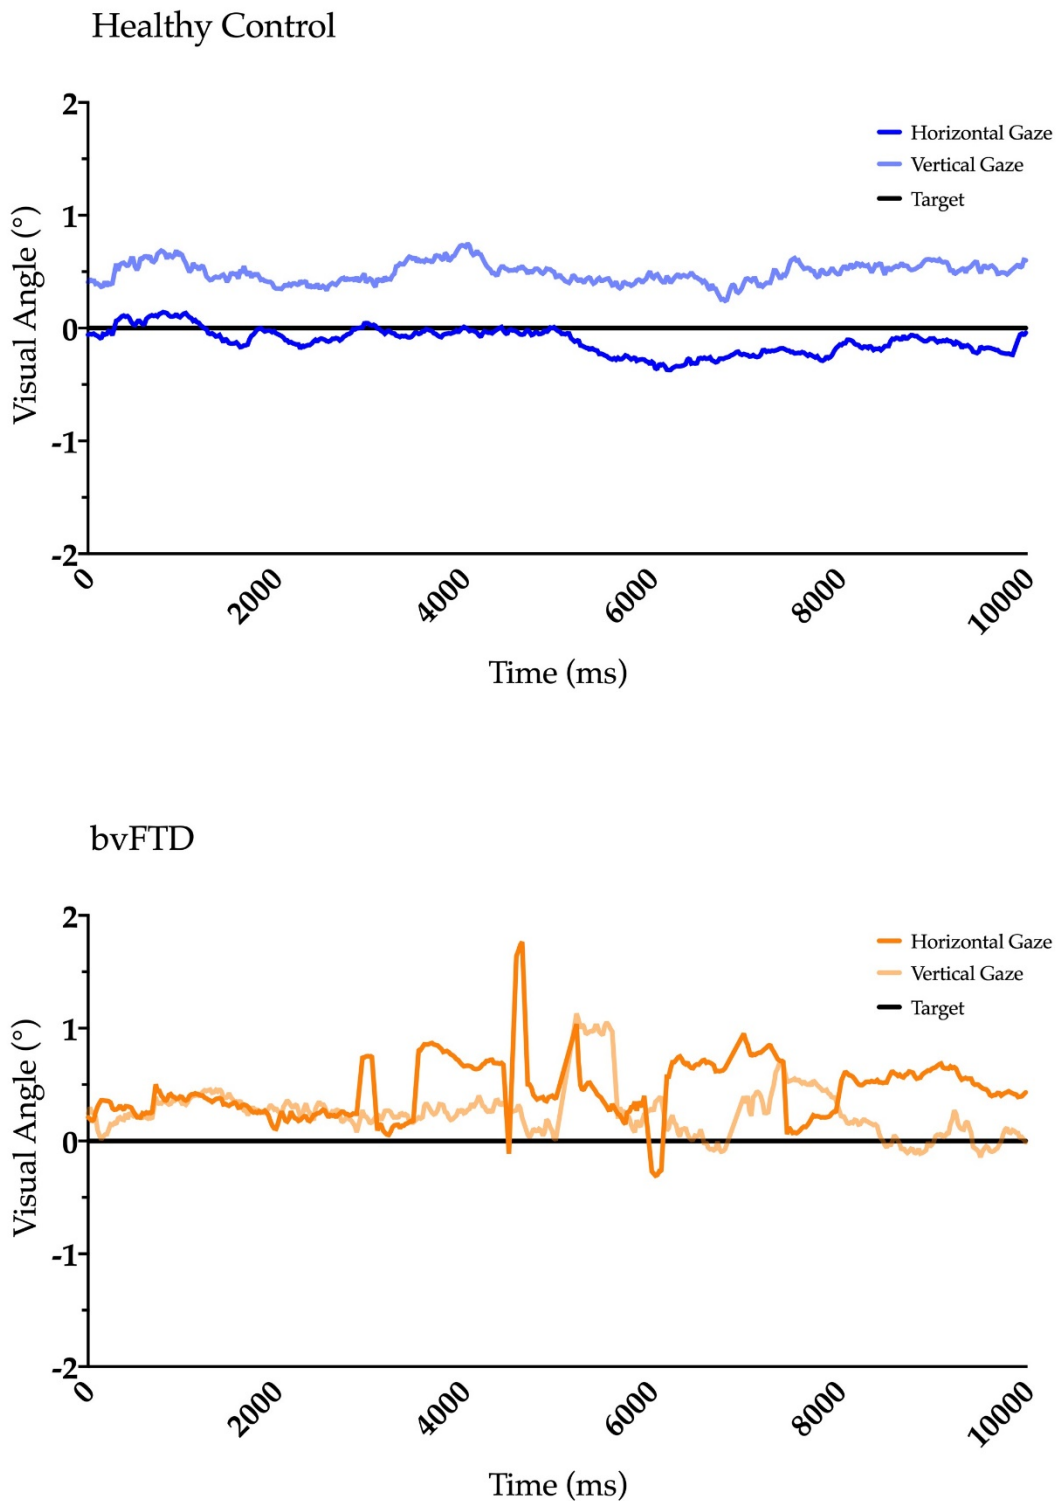 Healthy Control
2
1
0
-1
-2
Visual Angle (°)
Horizontal Gaze
Vertical Gaze
Target
0
2000
4000
6000
8000
10000
Time (ms)
bvFTD
2
1
0
-1
-2
Visual Angle (°)
Horizontal Gaze
Vertical Gaze
Target
0
2000
4000
6000
8000
10000
Time (ms)